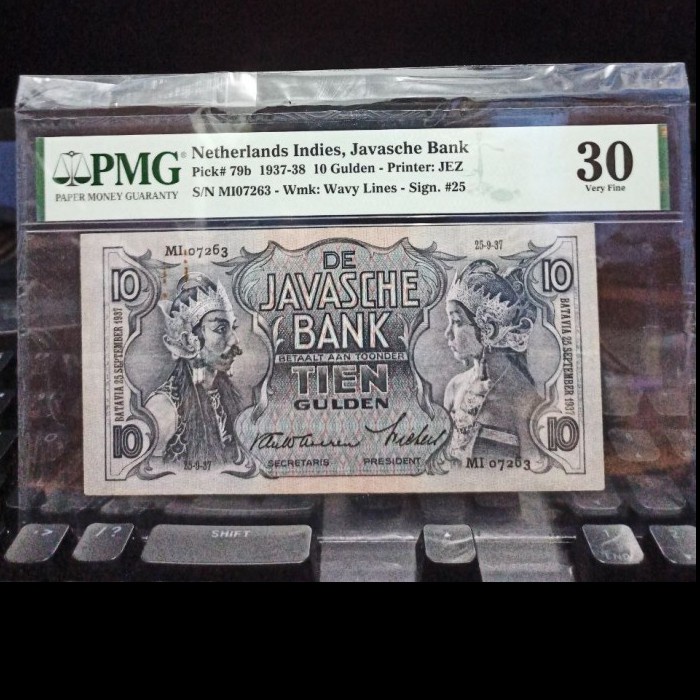 PMG
PAPER MONEY GUARANTY
Netherlands Indies, Javasche Bank
Pick# 79b 1937-38 10 Gulden - Printer: JEZ
S/N MI07263 - Wmk: Wavy Lines - Sign. #25
30
Very Fine
MI 07263
25-9-37
10
10
DE
JAVASCHE
BANK
BETAALT AAN TOONDER
TIEN
GULDEN
BATAVIA 25 SEPTEMBER 1937
BATAVIA 25 SEPTEMBER 1937
10
10
25-9-37
SECRETARIS
PRESIDENT
MI 07263
SHIFT
END